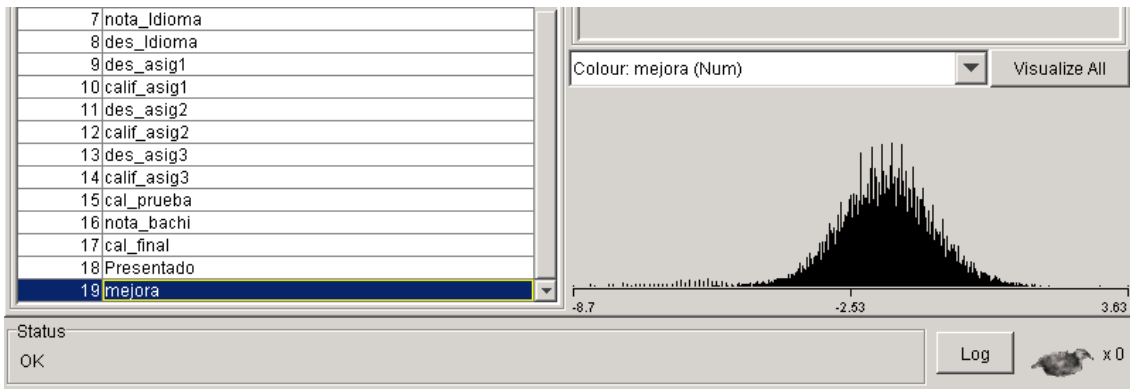 7 nota_Idioma
8 des_Idioma
9 des_asig1
10 calif_asig1
11 des_asig2
12 calif_asig2
13 des_asig3
14 calif_asig3
15 cal_prueba
16 nota_bachi
17 cal_final
18 Presentado
19 mejora
Colour: mejora (Num)
Visualize All
-8.7 -2.53 3.63
Status
OK
Log
x 0